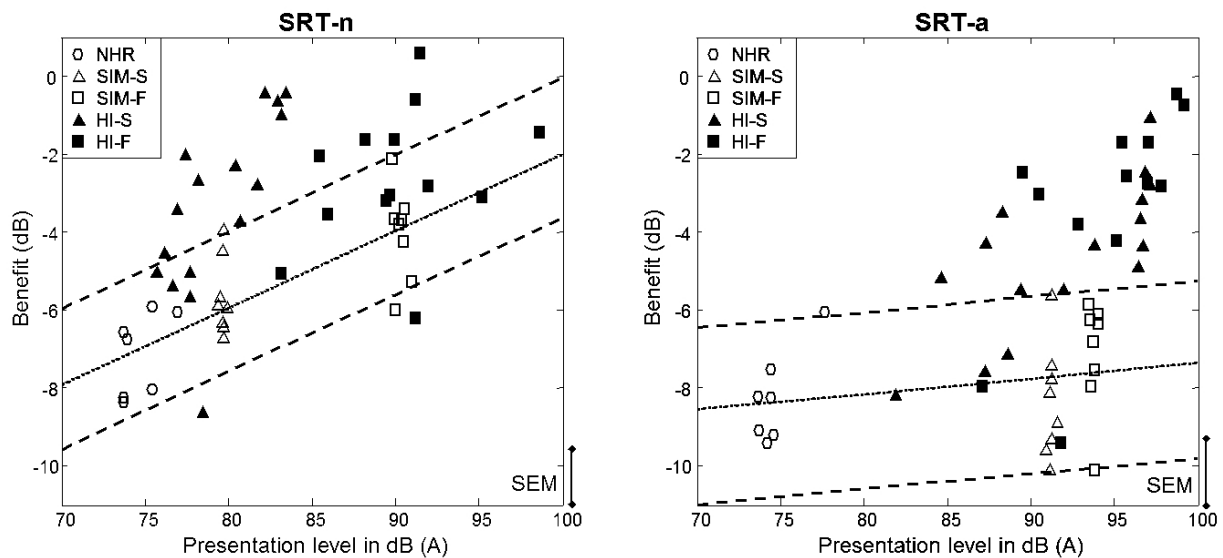 SRT-n
NHR
SIM-S
SIM-F
HI-S
HI-F
0
-2
-4
-6
-8
-10
Benefit (dB)
SEM
70 75 80 85 90 95 100
Presentation level in dB (A)
SRT-a
NHR
SIM-S
SIM-F
HI-S
HI-F
0
-2
-4
-6
-8
-10
Benefit (dB)
SEM
70 75 80 85 90 95 100
Presentation level in dB (A)